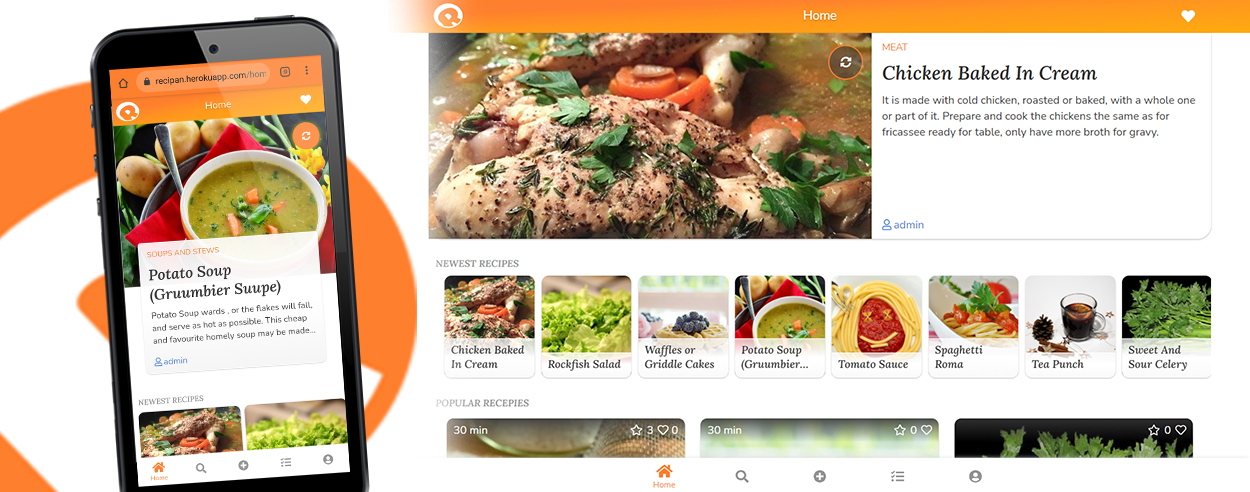 recipan.herokuapp.com/hom
Home
SOUPS AND STEWS
Potato Soup
(Gruumbier Suupe)
Potato Soup wards , or the flakes will fall,
and serve as hot as possible. This cheap
and favourite homely soup may be made...
admin
NEWEST RECIPES
Home
Home
MEAT
Chicken Baked In Cream
It is made with cold chicken, roasted or baked, with a whole one
or part of it. Prepare and cook the chickens the same as for
fricassee ready for table, only have more broth for gravy.
admin
NEWEST RECIPES
Chicken Baked
In Cream
Rockfish Salad
Waffles or
Griddle Cakes
Potato Soup
(Gruumbier...
Tomato Sauce
Spaghetti
Roma
Tea Punch
Sweet And
Sour Celery
POPULAR RECEPIES
30 min 3 0
30 min 0
0
Home